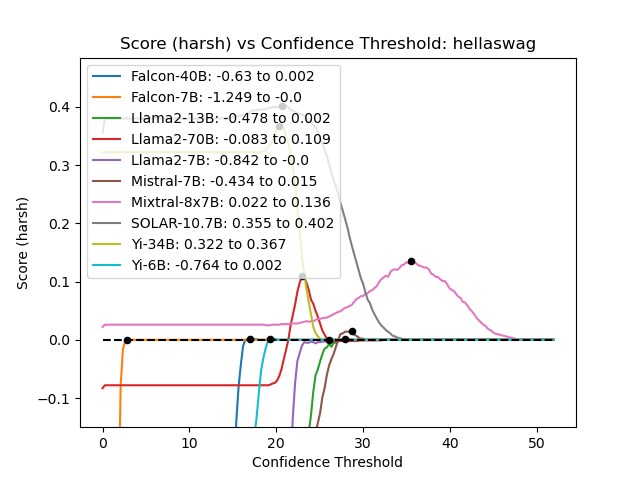 Score (harsh) vs Confidence Threshold: hellaswag
Falcon-40B: -0.63 to 0.002
Falcon-7B: -1.249 to -0.0
Llama2-13B: -0.478 to 0.002
Llama2-70B: -0.083 to 0.109
Llama2-7B: -0.842 to -0.0
Mistral-7B: -0.434 to 0.015
Mixtral-8x7B: 0.022 to 0.136
SOLAR-10.7B: 0.355 to 0.402
Yi-34B: 0.322 to 0.367
Yi-6B: -0.764 to 0.002
Score (harsh)
0.4
0.3
0.2
0.1
0.0
−0.1
0 10 20 30 40 50
Confidence Threshold